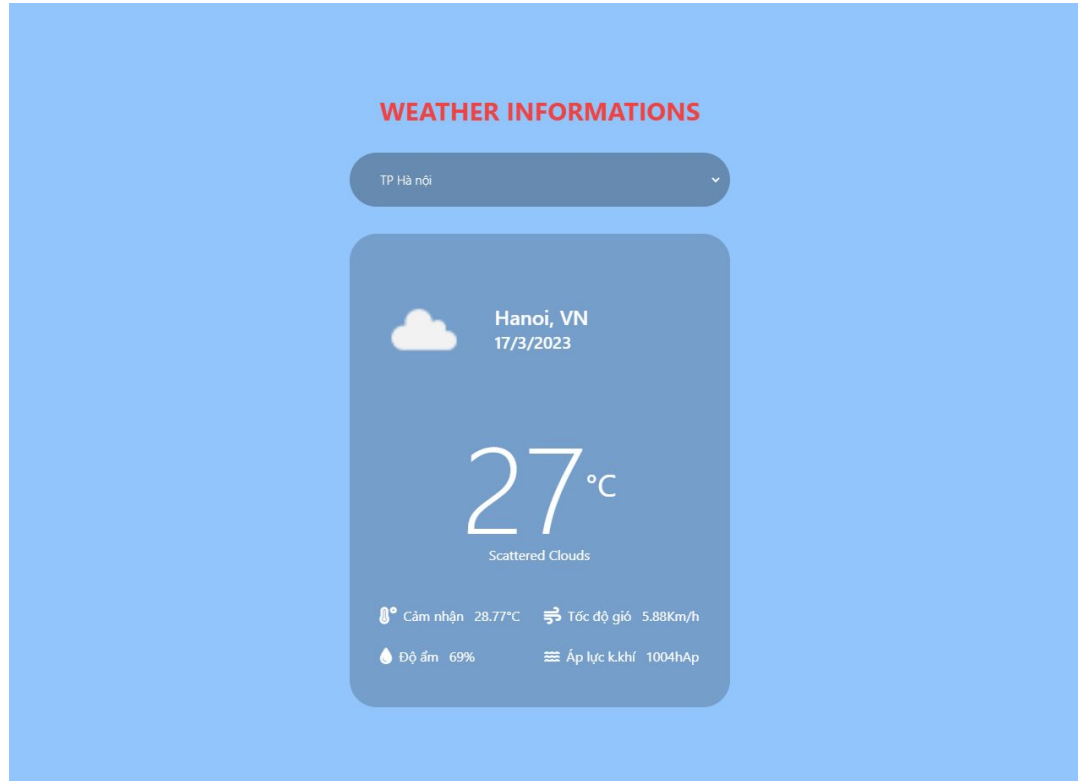 WEATHER INFORMATIONS
TP Hà nội
Hanoi, VN
17/3/2023
27°C
Scattered Clouds
Cảm nhận 28.77°C Tốc độ gió 5.88Km/h
Độ ẩm 69% Áp lực k.khí 1004hAp